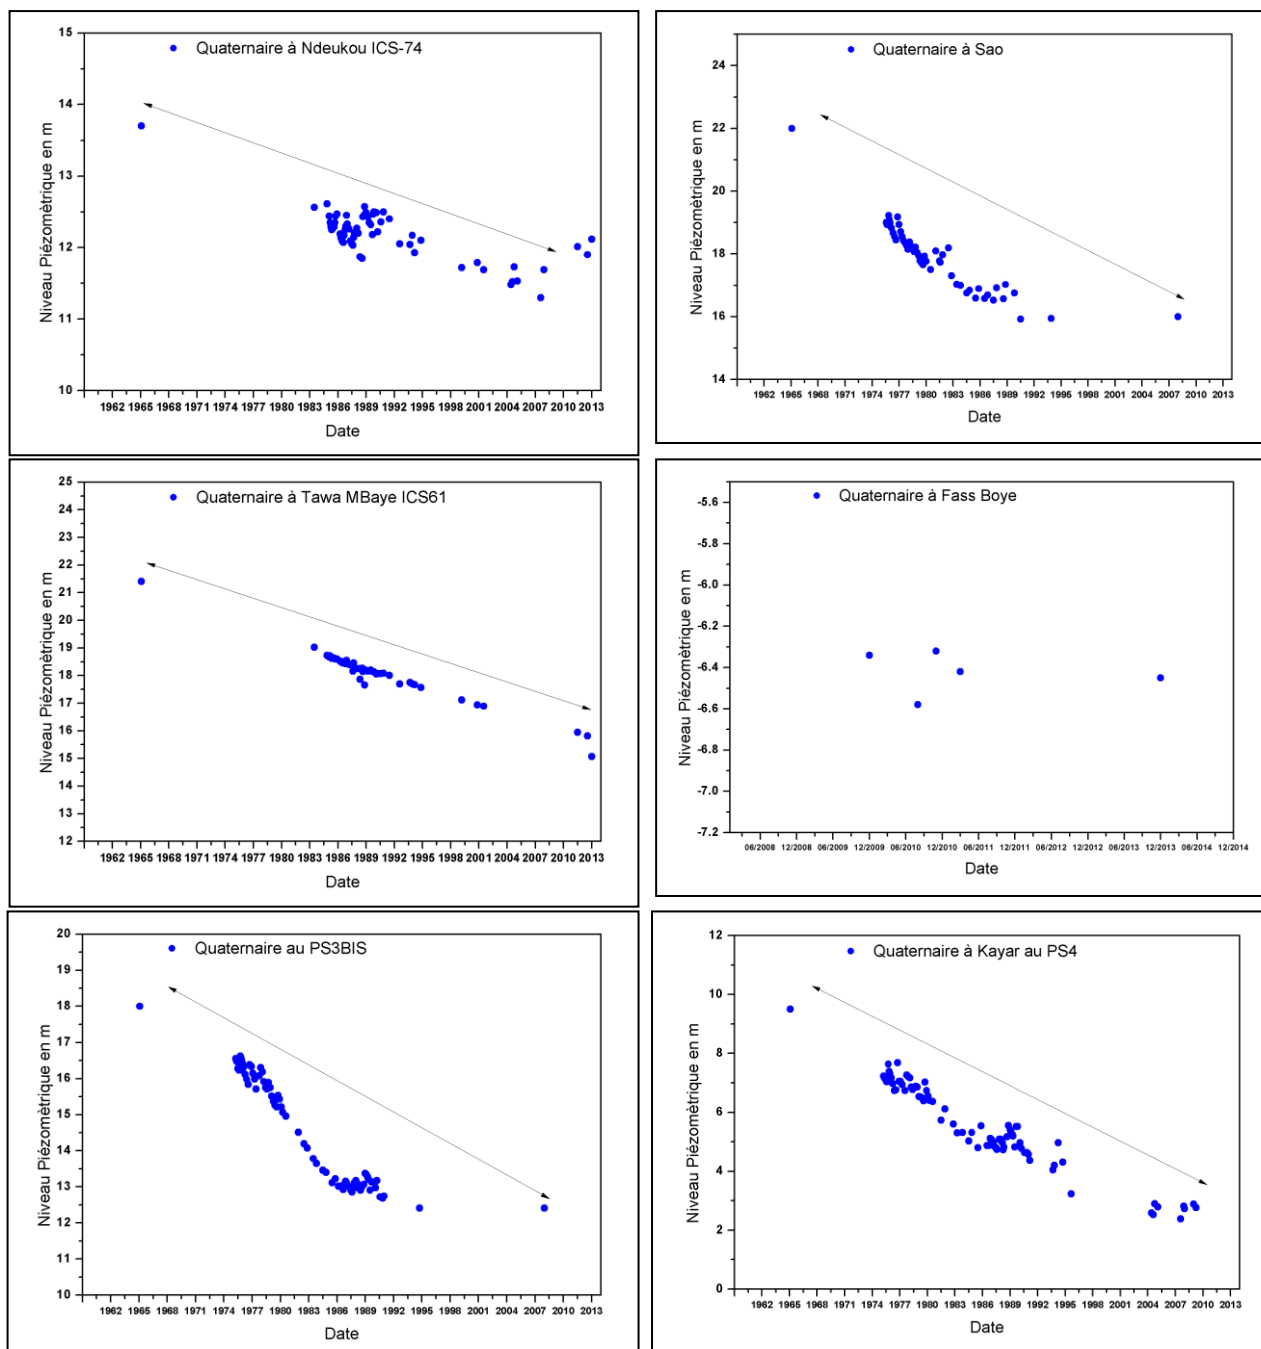 Quaternaire à Ndeukou ICS-74
Niveau Piézomètrique en m
15
14
13
12
11
10
1962 1965 1968 1971 1974 1977 1980 1983 1986 1989 1992 1995 1998 2001 2004 2007 2010 2013
Date
Quaternaire à Sao
Niveau Piézomètrique en m
24
22
20
18
16
14
1962 1965 1968 1971 1974 1977 1980 1983 1986 1989 1992 1995 1998 2001 2004 2007 2010 2013
Date
Quaternaire à Tawa MBaye ICS61
Niveau Piézomètrique en m
25
24
23
22
21
20
19
18
17
16
15
14
13
12
1962 1965 1968 1971 1974 1977 1980 1983 1986 1989 1992 1995 1998 2001 2004 2007 2010 2013
Date
Quaternaire à Fass Boye
Niveau Piézomètrique en m
-5.6
-5.8
-6.0
-6.2
-6.4
-6.6
-6.8
-7.0
-7.2
06/2008 12/2008 06/2009 12/2009 06/2010 12/2010 06/2011 12/2011 06/2012 12/2012 06/2013 12/2013 06/2014 12/2014
Date
Quaternaire au PS3BIS
Niveau Piézomètrique en m
20
19
18
17
16
15
14
13
12
11
10
1962 1965 1968 1971 1974 1977 1980 1983 1986 1989 1992 1995 1998 2001 2004 2007 2010 2013
Date
Quaternaire à Kayar au PS4
Niveau Piézomètrique en m
12
10
8
6
4
2
0
1962 1965 1968 1971 1974 1977 1980 1983 1986 1989 1992 1995 1998 2001 2004 2007 2010 2013
Date